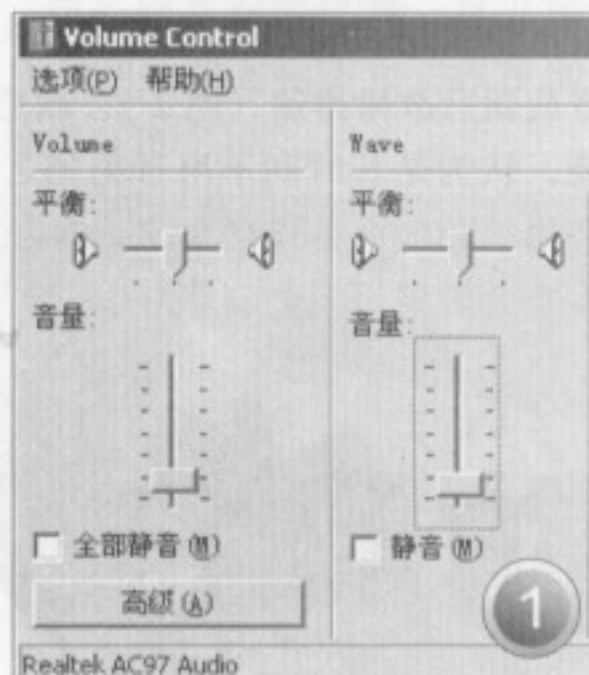 Volume Control
选项(P) 帮助(H)
Volume
平衡:
音量:
全部静音(M)
高级(A)
Wave
平衡:
音量:
静音(M)
1
Realtek AC97 Audio